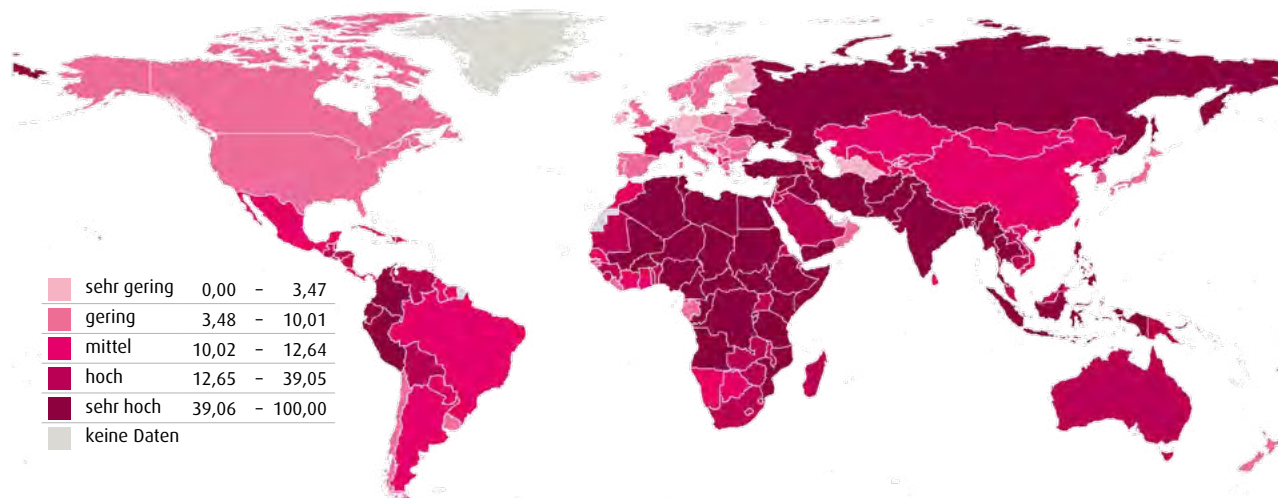 sehr gering 0,00 – 3,47
gering 3,48 – 10,01
mittel 10,02 – 12,64
hoch 12,65 – 39,05
sehr hoch 39,06 – 100,00
keine Daten